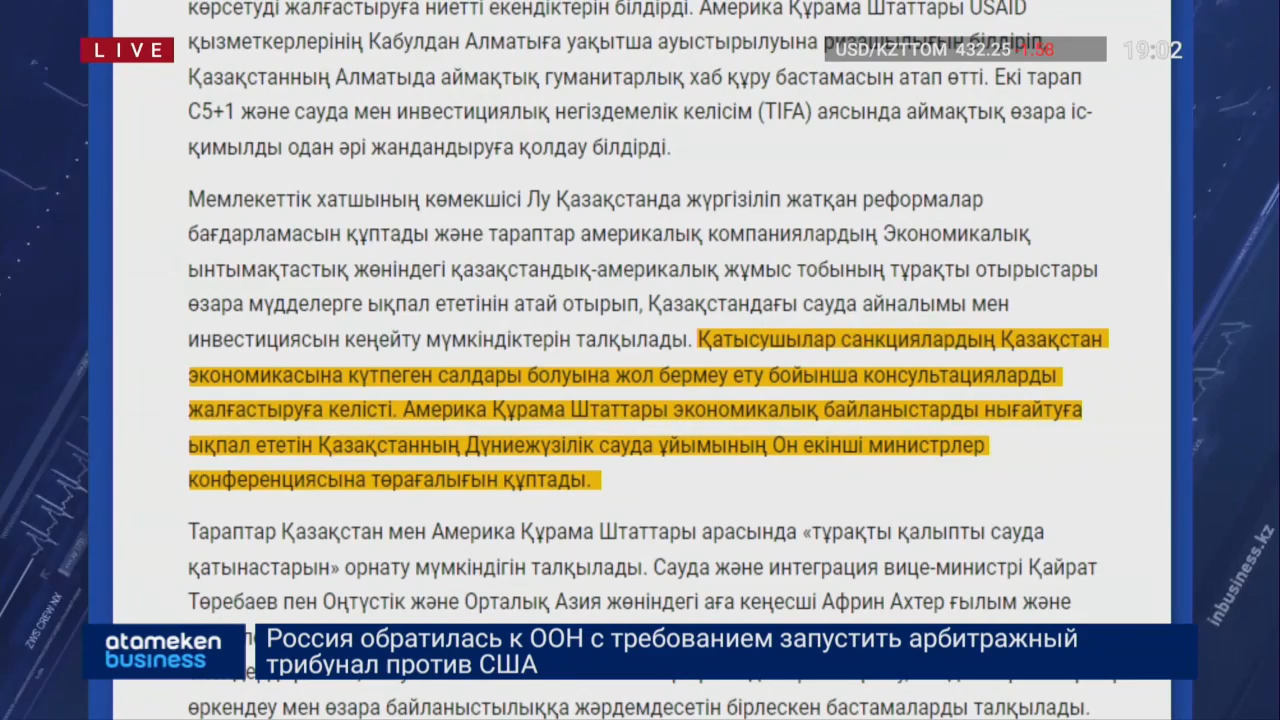 көрсетуді жалғастыруға ниетті екендіктерін білдірді. Америка Құрама Штаттары USAID
LIVE
қызметкерлерінің Кабулдан Алматыға уақытша ауыстырылуына ризашылығын білдіріп,
USD/KZTTOM 432.25 -1.58
19:02
Қазақстанның Алматыда аймақтық гуманитарлық хаб құру бастамасын атап өтті. Екі тарап
C5+1 және сауда мен инвестициялық негіздемелік келісім (TIFA) аясында аймақтық өзара іс-
қимылды одан әрі жандандыруға қолдау білдірді.
Мемлекеттік хатшының көмекшісі Лу Қазақстанда жүргізіліп жатқан реформалар
бағдарламасын құптады және тараптар америкалық компаниялардың Экономикалық
ынтымақтастық жөніндегі қазақстандық-америкалық жұмыс тобының тұрақты отырыстары
өзара мүдделерге ықпал ететінін атай отырып, Қазақстандағы сауда айналымы мен
инвестициясын кеңейту мүмкіндіктерін талқылады. Қатысушылар санкциялардың Қазақстан
экономикасына күтпеген салдары болуына жол бермеу ету бойынша консультацияларды
жалғастыруға келісті. Америка Құрама Штаттары экономикалық байланыстарды нығайтуға
ықпал ететін Қазақстанның Дүниежүзілік сауда ұйымының Он екінші министрлер
конференциясына төрағалығын құптады.
Тараптар Қазақстан мен Америка Құрама Штаттары арасында «тұрақты қалыпты сауда
қатынастарын» орнату мүмкіндігін талқылады. Сауда және интеграция вице-министрі Қайрат
Төребаев пен Оңтүстік және Орталық Азия жөніндегі аға кеңесші Африн Ахтер ғылым және
atameken
business
Россия обратилась к ООН с требованием запустить арбитражный
трибунал против США
өркендеу мен өзара байланыстылыққа жәрдемдесетін бірлескен бастамаларды талқылады.
inbusiness.kz
ZWS CREW NX